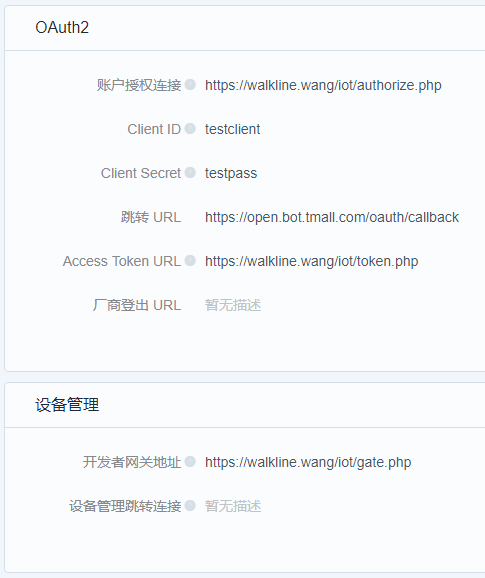 OAuth2
账户授权连接 https://walkline.wang/iot/authorize.php
Client ID testclient
Client Secret testpass
跳转 URL https://open.bot.tmall.com/oauth/callback
Access Token URL https://walkline.wang/iot/token.php
厂商登出 URL 暂无描述
设备管理
开发者网关地址 https://walkline.wang/iot/gate.php
设备管理跳转连接 暂无描述